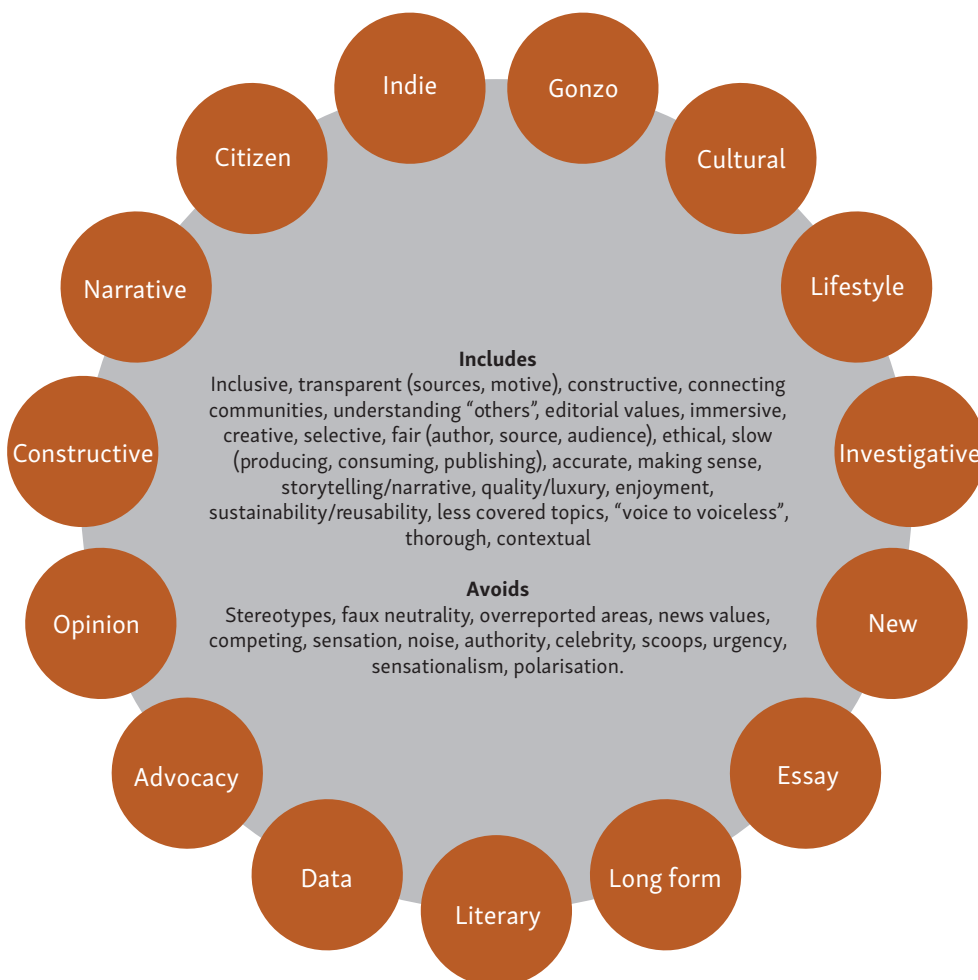 Indie
Gonzo
Citizen
Cultural
Narrative
Lifestyle
Constructive
Investigative
Opinion
New
Advocacy
Essay
Data
Long form
Literary
Includes
Inclusive, transparent (sources, motive), constructive, connecting
communities, understanding “others”, editorial values, immersive,
creative, selective, fair (author, source, audience), ethical, slow
(producing, consuming, publishing), accurate, making sense,
storytelling/narrative, quality/luxury, enjoyment,
sustainability/reusability, less covered topics, “voice to voiceless”,
thorough, contextual
Avoids
Stereotypes, faux neutrality, overreported areas, news values,
competing, sensation, noise, authority, celebrity, scoops, urgency,
sensationalism, polarisation.